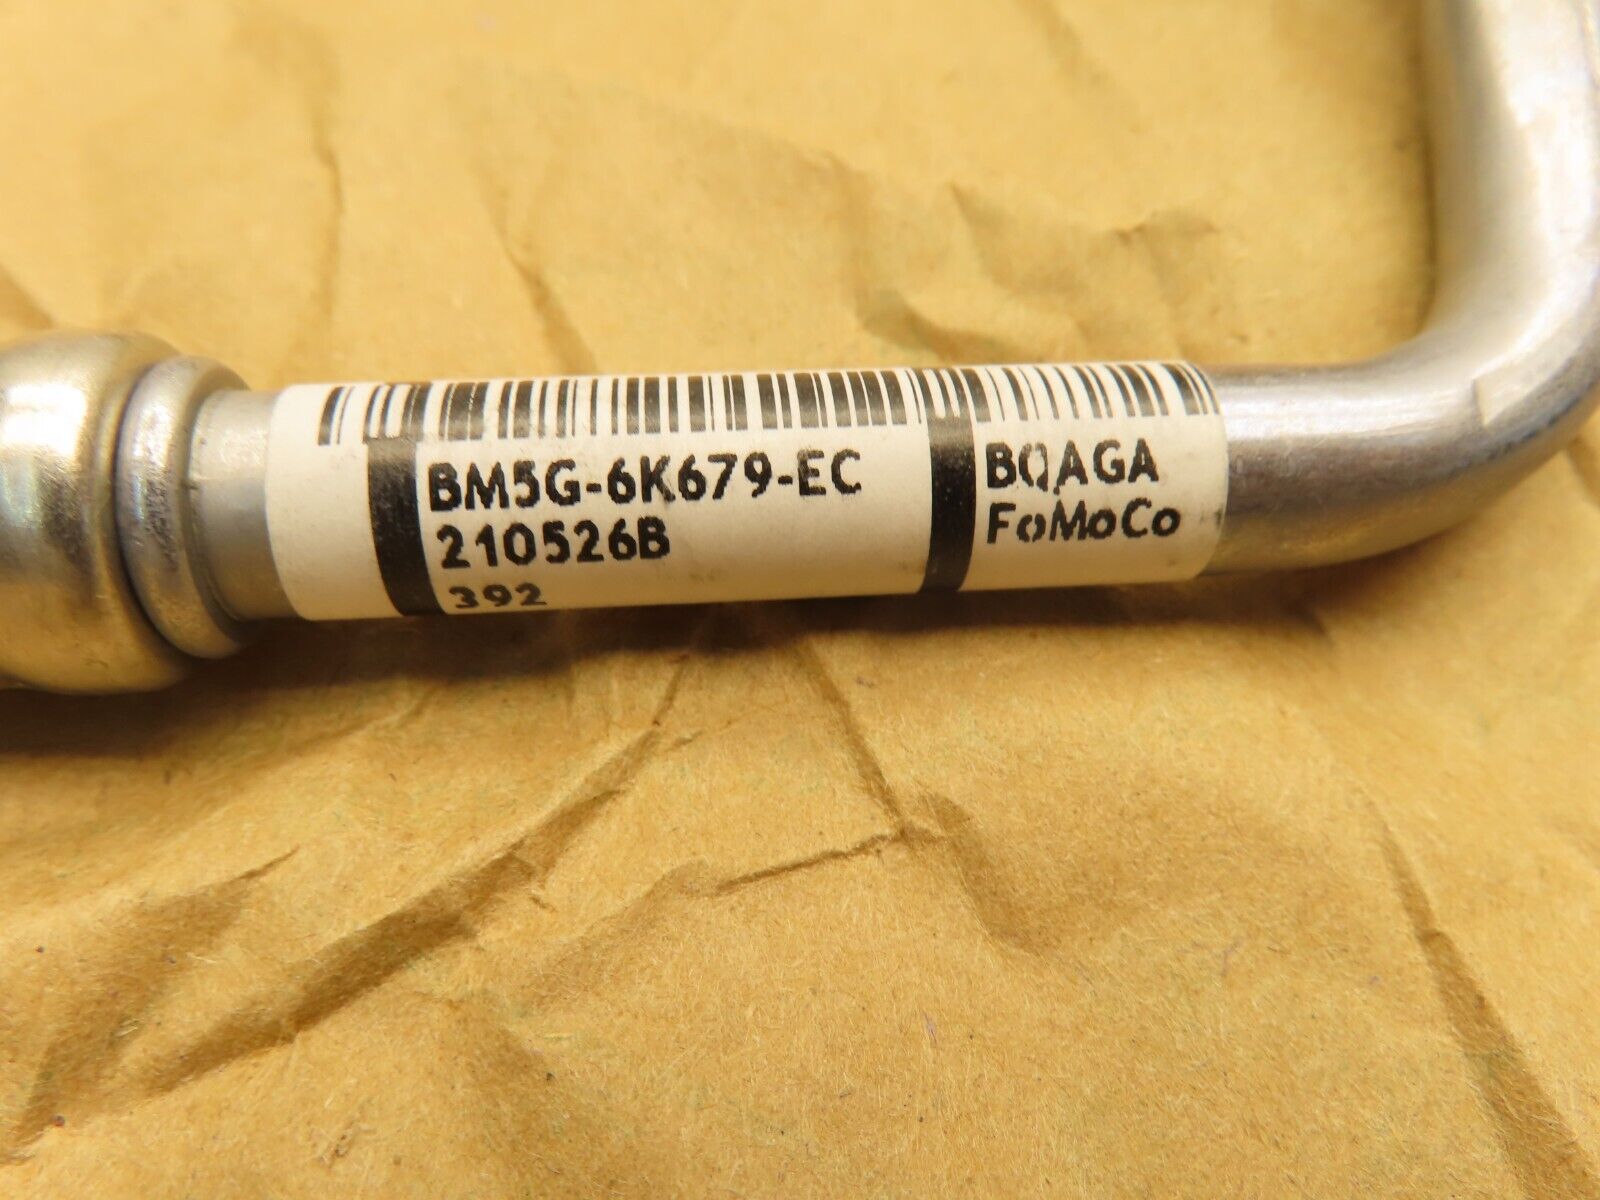 BM5G-6K679-EC
210526B
392
BQAGA
FoMoCo